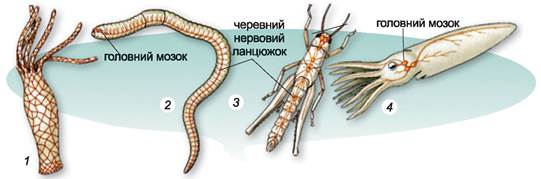 черевний
нервовий
ланцюжок
головний мозок
головний мозок
1
2
3
4